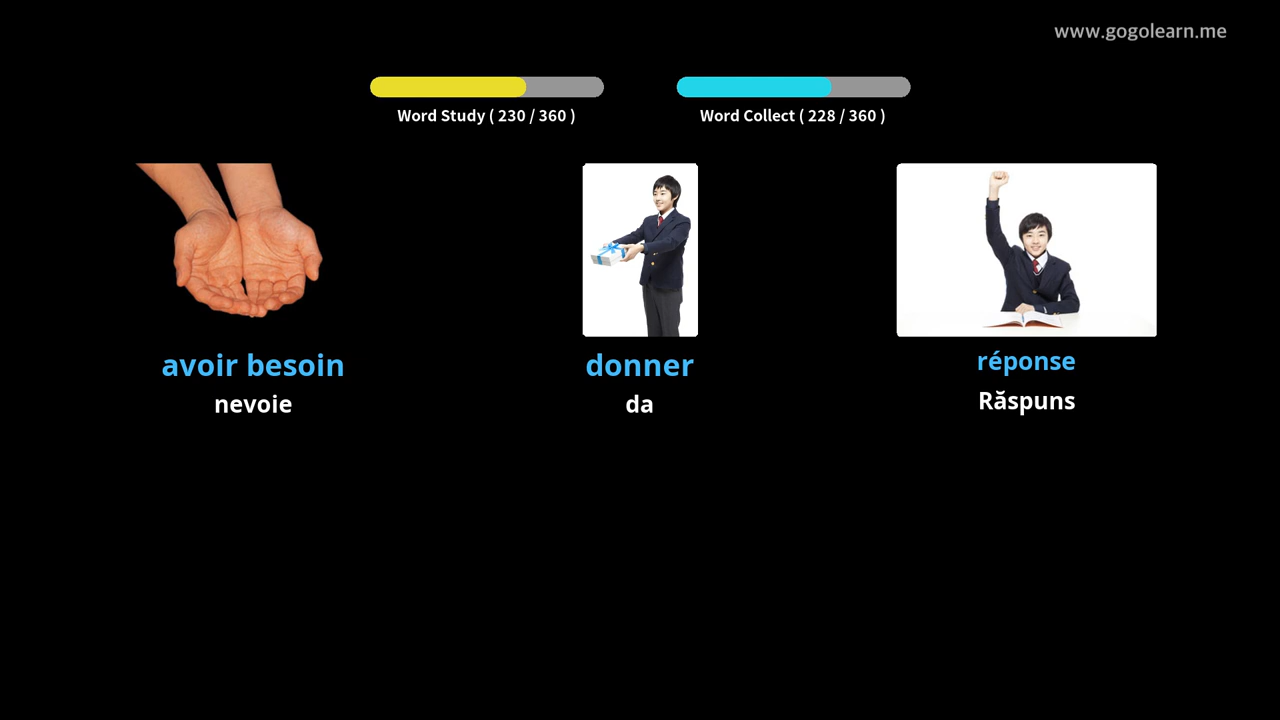 www.gogolearn.me
Word Study ( 230 / 360 )
Word Collect ( 228 / 360 )
avoir besoin
nevoie
donner
da
réponse
Răspuns